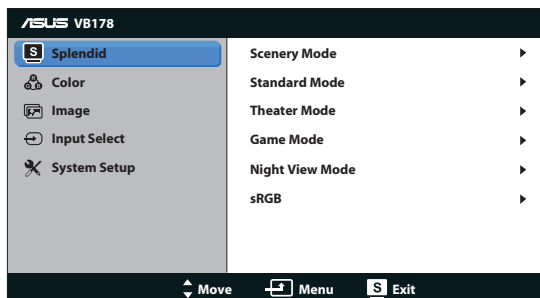 ASUS VB178
S Splendid
Color
Image
Input Select
System Setup
Scenery Mode
Standard Mode
Theater Mode
Game Mode
Night View Mode
sRGB
Move Menu S Exit